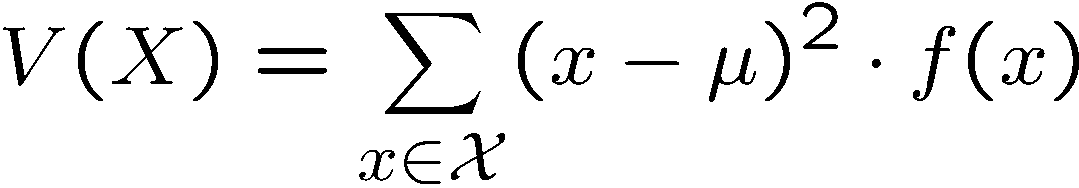 V(X) = ∑_{x∈𝒳} (x − μ)² · f(x)